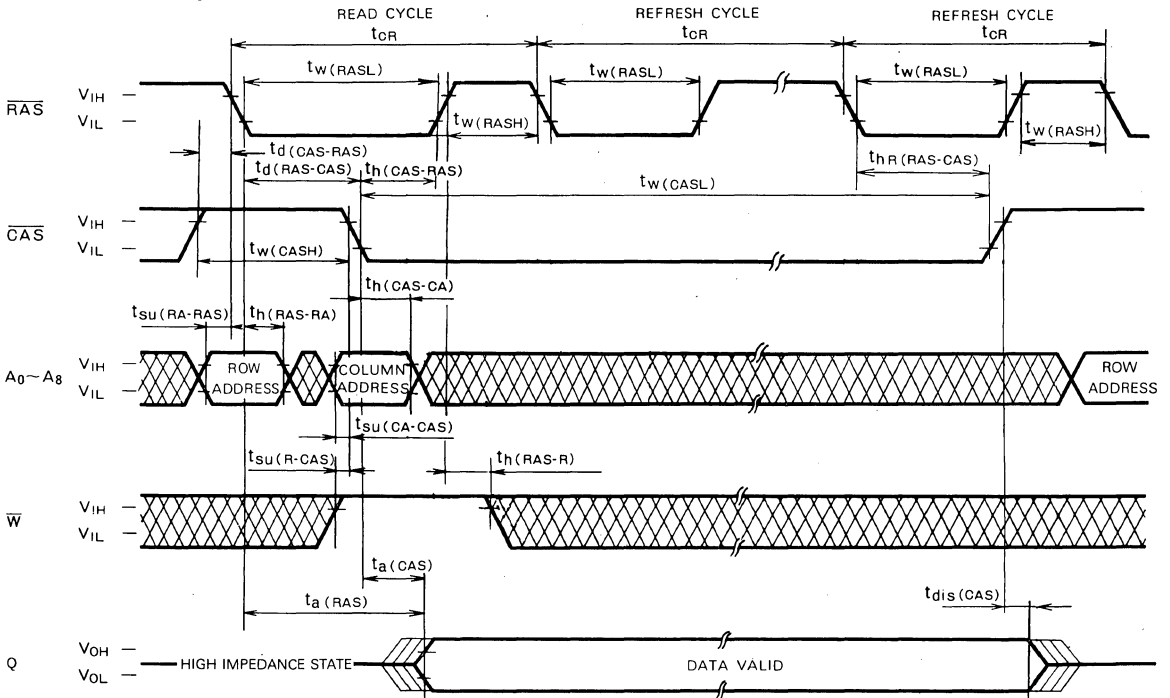 READ CYCLE REFRESH CYCLE REFRESH CYCLE
tCR tCR tCR
tw(RASL) tw(RASL) tw(RASL)
RAS VIH
VIL
tw(RASH) tw(RASH)
td(CAS-RAS)
td(RAS-CAS) th(CAS-RAS) thR(RAS-CAS)
tw(CASL)
CAS VIH
VIL
tw(CASH)
th(CAS-CA)
tsu(RA-RAS) th(RAS-RA)
A0~A8 VIH
VIL
ROW
ADDRESS
COLUMN
ADDRESS
ROW
ADDRESS
tsu(CA-CAS)
tsu(R-CAS) th(RAS-R)
W VIH
VIL
ta(CAS)
ta(RAS) tdis(CAS)
Q VOH
VOL
HIGH IMPEDANCE STATE DATA VALID